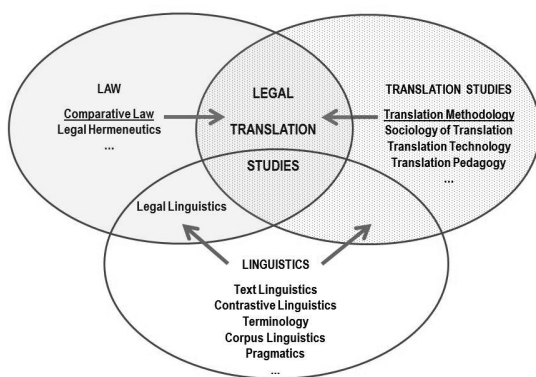 LAW
Comparative Law
Legal Hermeneutics
...
LEGAL
TRANSLATION
STUDIES
TRANSLATION STUDIES
Translation Methodology
Sociology of Translation
Translation Technology
Translation Pedagogy
...
Legal Linguistics
LINGUISTICS
Text Linguistics
Contrastive Linguistics
Terminology
Corpus Linguistics
Pragmatics
...